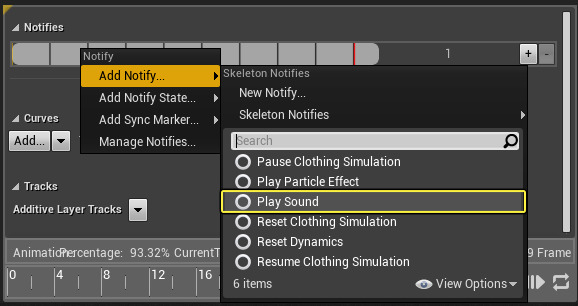 Notifies
1
+
-
Notify
Add Notify...
Add Notify State...
Add Sync Marker...
Manage Notifies...
Skeleton Notifies
New Notify...
Skeleton Notifies
Search
Pause Clothing Simulation
Play Particle Effect
Play Sound
Reset Clothing Simulation
Reset Dynamics
Resume Clothing Simulation
6 items
View Options
Curves
Add...
Tracks
Additive Layer Tracks
Percentage: 93.32% CurrentT
9 Frame
0 4 8 12 16